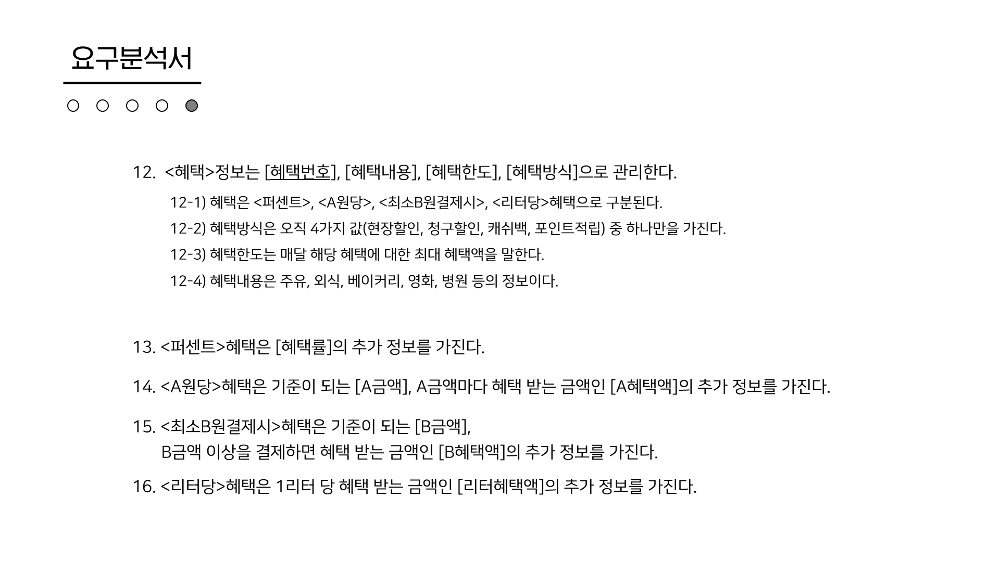 요구분석서
12. <혜택>정보는 [혜택번호], [혜택내용], [혜택한도], [혜택방식]으로 관리한다.
12-1) 혜택은 <퍼센트>, <A원당>, <최소B원결제시>, <리터당>혜택으로 구분된다.
12-2) 혜택방식은 오직 4가지 값(현장할인, 청구할인, 캐쉬백, 포인트적립) 중 하나만을 가진다.
12-3) 혜택한도는 매달 해당 혜택에 대한 최대 혜택액을 말한다.
12-4) 혜택내용은 주유, 외식, 베이커리, 영화, 병원 등의 정보이다.
13. <퍼센트>혜택은 [혜택률]의 추가 정보를 가진다.
14. <A원당>혜택은 기준이 되는 [A금액], A금액마다 혜택 받는 금액인 [A혜택액]의 추가 정보를 가진다.
15. <최소B원결제시>혜택은 기준이 되는 [B금액],
B금액 이상을 결제하면 혜택 받는 금액인 [B혜택액]의 추가 정보를 가진다.
16. <리터당>혜택은 1리터 당 혜택 받는 금액인 [리터혜택액]의 추가 정보를 가진다.